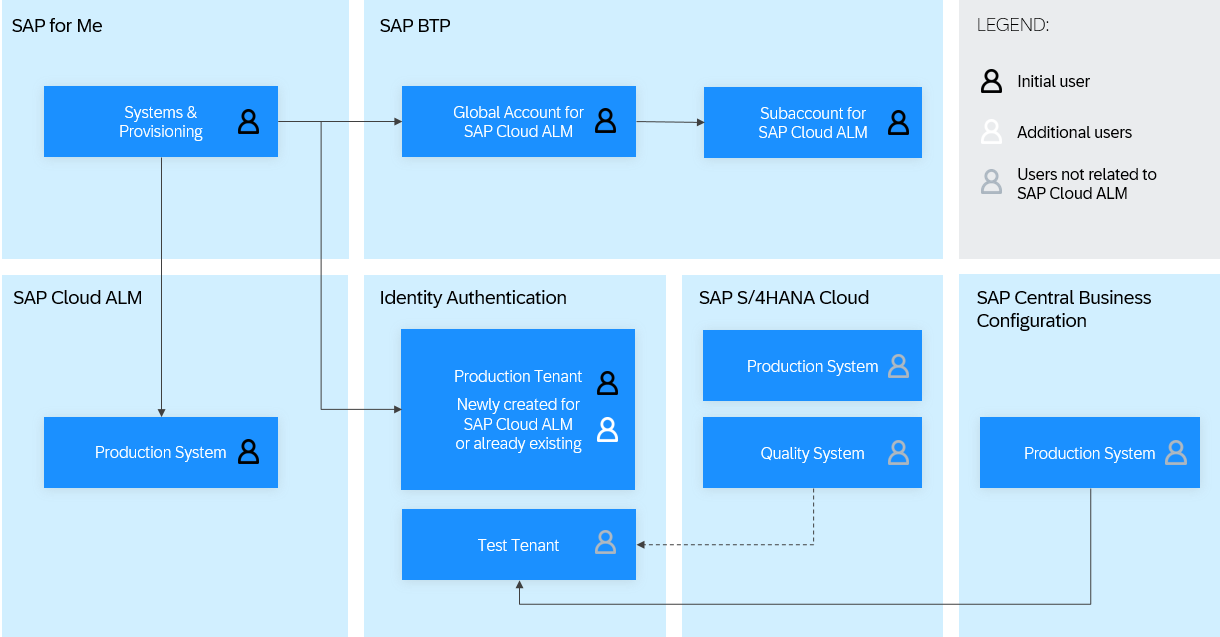 SAP for Me
Systems &
Provisioning
SAP BTP
Global Account for
SAP Cloud ALM
Subaccount for
SAP Cloud ALM
LEGEND:
Initial user
Additional users
Users not related to
SAP Cloud ALM
SAP Cloud ALM
Production System
Identity Authentication
Production Tenant
Newly created for
SAP Cloud ALM
or already existing
Test Tenant
SAP S/4HANA Cloud
Production System
Quality System
SAP Central Business
Configuration
Production System